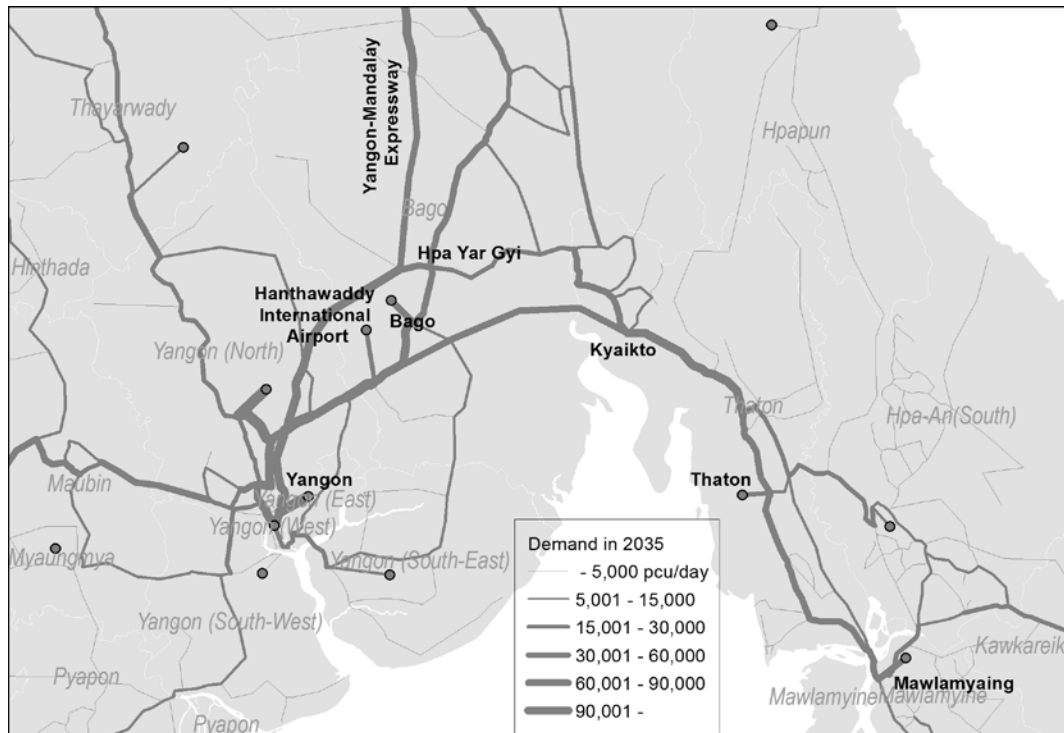 Yangon-Mandalay
Expressway
Thayarwady
Hpapun
Bago
Hpa Yar Gyi
Hinthada
Hanthawaddy
International
Airport
Bago
Yangon (North)
Kyaikto
Thaton
Hpa-An(South)
Maubin
Yangon
Thaton
Yangon (East)
Yangon (West)
Myaungmya
Yangon (South-East)
Yangon (South-West)
Kawkareik
Pyapon
Mawlamyaing
Mawlamyine
Mawlamyine
Pyapon
Demand in 2035
- 5,000 pcu/day
5,001 - 15,000
15,001 - 30,000
30,001 - 60,000
60,001 - 90,000
90,001 -